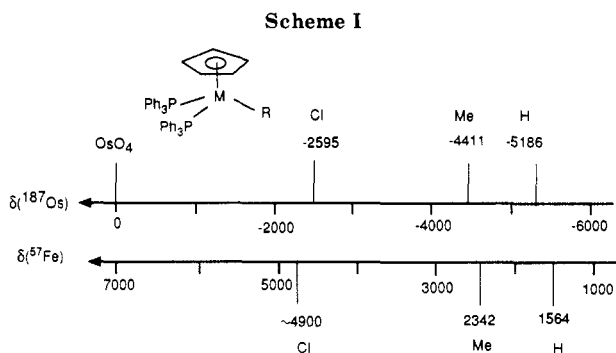 Scheme I
Ph3P
Ph3P
M
R
OsO4
Cl
-2595
Me
-4411
H
-5186
δ(187Os)
0
-2000
-4000
-6000
δ(57Fe)
7000
5000
3000
1000
~4900
Cl
2342
Me
1564
H